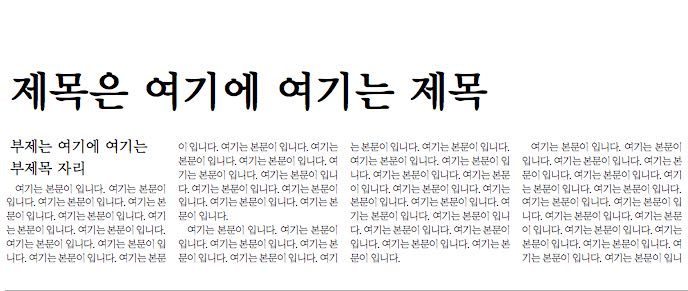 제목은 여기에 여기는 제목
부제는 여기에 여기는
부제목 자리
여기는 본문이 입니다. 여기는 본문이
입니다. 여기는 본문이 입니다. 여기는 본
문이 입니다. 여기는 본문이 입니다. 여기
는 본문이 입니다. 여기는 본문이 입니다.
여기는 본문이 입니다. 여기는 본문이 입
니다. 여기는 본문이 입니다. 여기는 본문
이 입니다. 여기는 본문이 입니다. 여기는
본문이 입니다. 여기는 본문이 입니다. 여
기는 본문이 입니다. 여기는 본문이 입니
다. 여기는 본문이 입니다. 여기는 본문이
입니다. 여기는 본문이 입니다. 여기는 본
문이 입니다.
여기는 본문이 입니다. 여기는 본문이 입
니다. 여기는 본문이 입니다. 여기는 본문
이 입니다. 여기는 본문이 입니다. 여기
는 본문이 입니다. 여기는 본문이 입니다.
여기는 본문이 입니다. 여기는 본문이 입
니다. 여기는 본문이 입니다. 여기는 본문
이 입니다. 여기는 본문이 입니다. 여기는
본문이 입니다. 여기는 본문이 입니다. 여
기는 본문이 입니다. 여기는 본문이 입니
다. 여기는 본문이 입니다. 여기는 본문이
입니다. 여기는 본문이 입니다. 여기는 본
문이 입니다.
여기는 본문이 입니다. 여기는 본문이
입니다. 여기는 본문이 입니다. 여기는 본
문이 입니다. 여기는 본문이 입니다. 여기
는 본문이 입니다. 여기는 본문이 입니다.
여기는 본문이 입니다. 여기는 본문이 입
니다. 여기는 본문이 입니다. 여기는 본문
이 입니다. 여기는 본문이 입니다. 여기는
본문이 입니다. 여기는 본문이 입니다. 여
기는 본문이 입니다. 여기는 본문이 입니